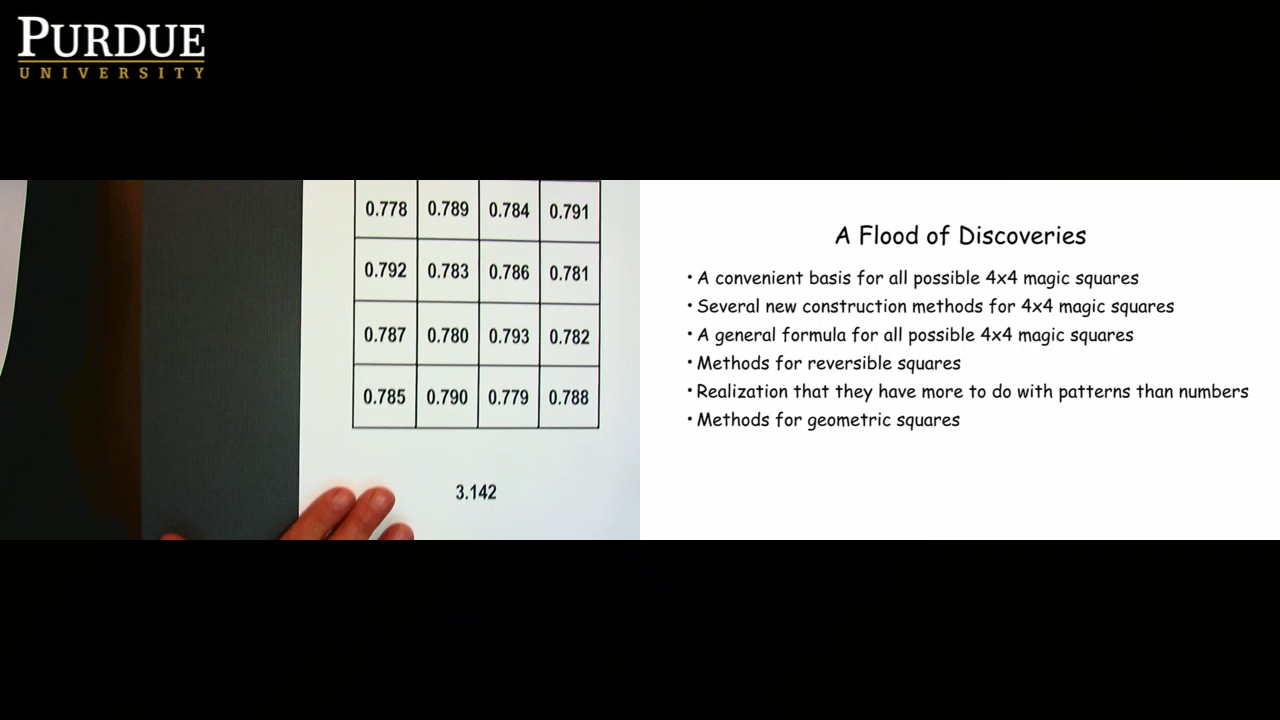 PURDUE
UNIVERSITY
0.778 0.789 0.784 0.791
0.792 0.783 0.786 0.781
0.787 0.780 0.793 0.782
0.785 0.790 0.779 0.788
3.142
A Flood of Discoveries
• A convenient basis for all possible 4x4 magic squares
• Several new construction methods for 4x4 magic squares
• A general formula for all possible 4x4 magic squares
• Methods for reversible squares
• Realization that they have more to do with patterns than numbers
• Methods for geometric squares